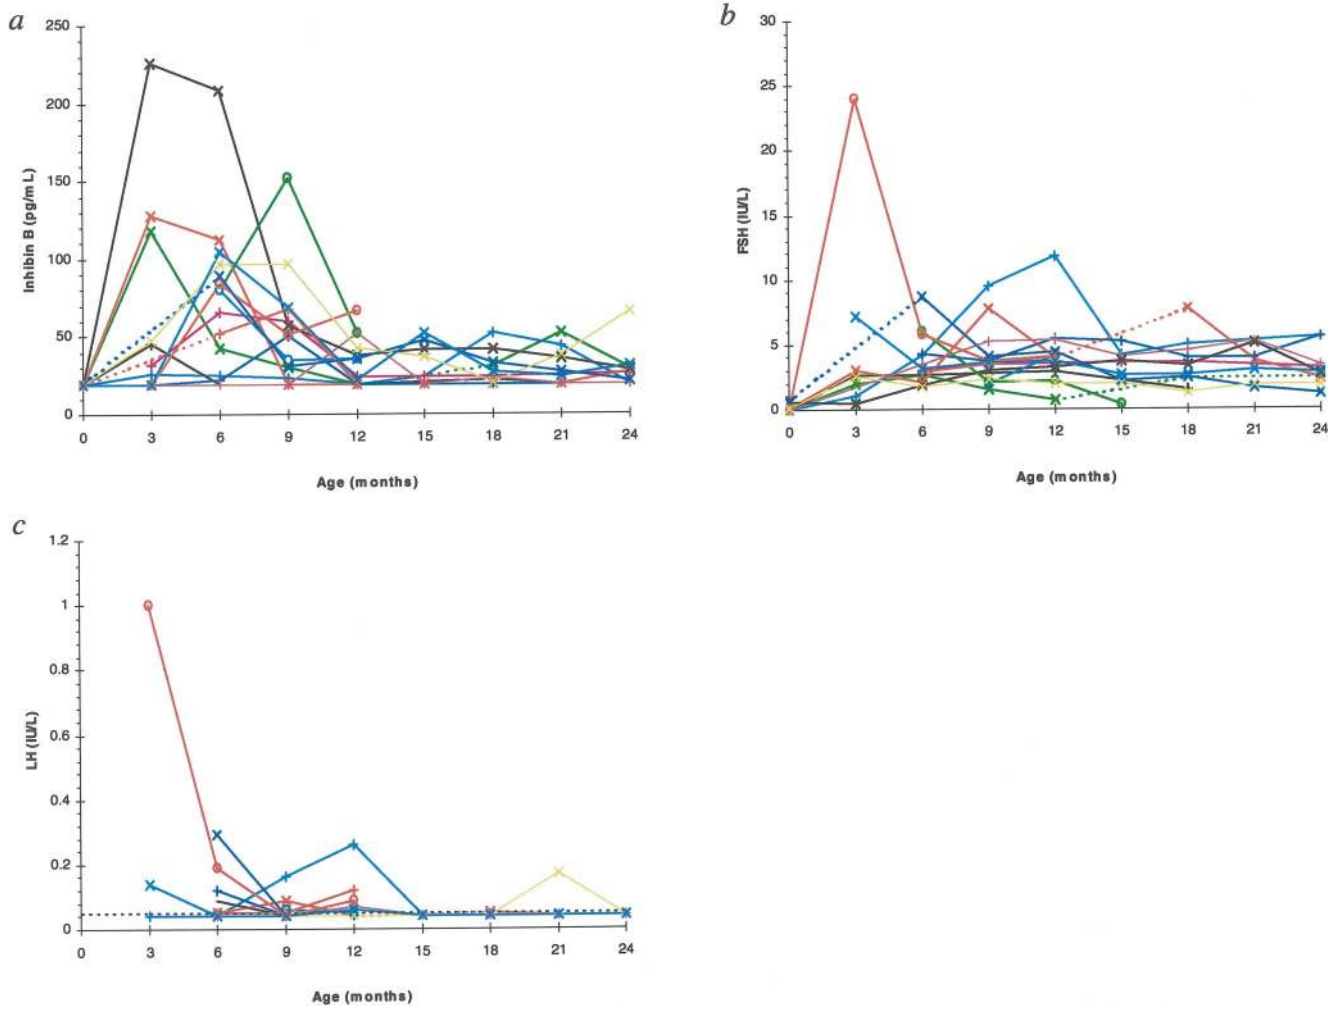 a
250
200
150
100
50
0
Inhibin B (pg/mL)
0 3 6 9 12 15 18 21 24
Age (months)
b
30
25
20
15
10
5
0
FSH (IU/L)
0 3 6 9 12 15 18 21 24
Age (months)
c
1.2
1
0.8
0.6
0.4
0.2
0
LH (IU/L)
0 3 6 9 12 15 18 21 24
Age (months)